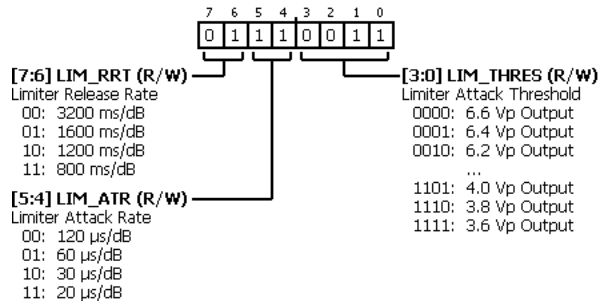 7 6 5 4 3 2 1 0
0 1 1 1 0 0 1 1
[7:6] LIM_RRT (R/W)
Limiter Release Rate
00: 3200 ms/dB
01: 1600 ms/dB
10: 1200 ms/dB
11: 800 ms/dB
[5:4] LIM_ATR (R/W)
Limiter Attack Rate
00: 120 µs/dB
01: 60 µs/dB
10: 30 µs/dB
11: 20 µs/dB
[3:0] LIM_THRES (R/W)
Limiter Attack Threshold
0000: 6.6 Vp Output
0001: 6.4 Vp Output
0010: 6.2 Vp Output
...
1101: 4.0 Vp Output
1110: 3.8 Vp Output
1111: 3.6 Vp Output